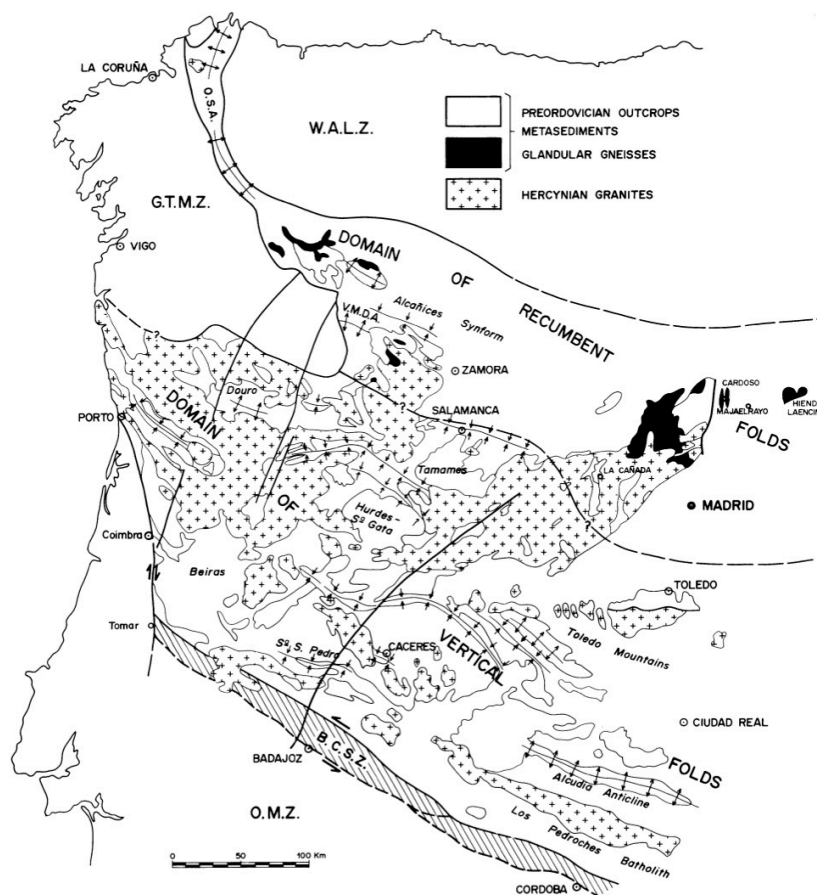 LA CORUÑA
O.S.A.
W.A.L.Z.
PREORDOVICIAN OUTCROPS
METASEDIMENTS
GLANDULAR GNEISSES
HERCYNIAN GRANITES
G.T.M.Z.
VIGO
DOMAIN
OF
RECUMBENT
FOLDS
V.M.D.A.
Alcañices
Synform
ZAMORA
?
?
Douro
CARDOSO
MAJAELRAYO
HIENDE
LAENCIN
PORTO
DOMAIN
OF
VERTICAL
FOLDS
SALAMANCA
Tamames
LA CAÑADA
Hurdes-
Sª Gata
MADRID
?
Coimbra
Beiras
TOLEDO
Tomar
Toledo
Mountains
Sª S. Pedro
CACERES
CIUDAD REAL
B.C.S.Z.
BADAJOZ
Alcudia
Anticline
O.M.Z.
Los Pedroches Batholith
0 50 100 Km
CORDOBA